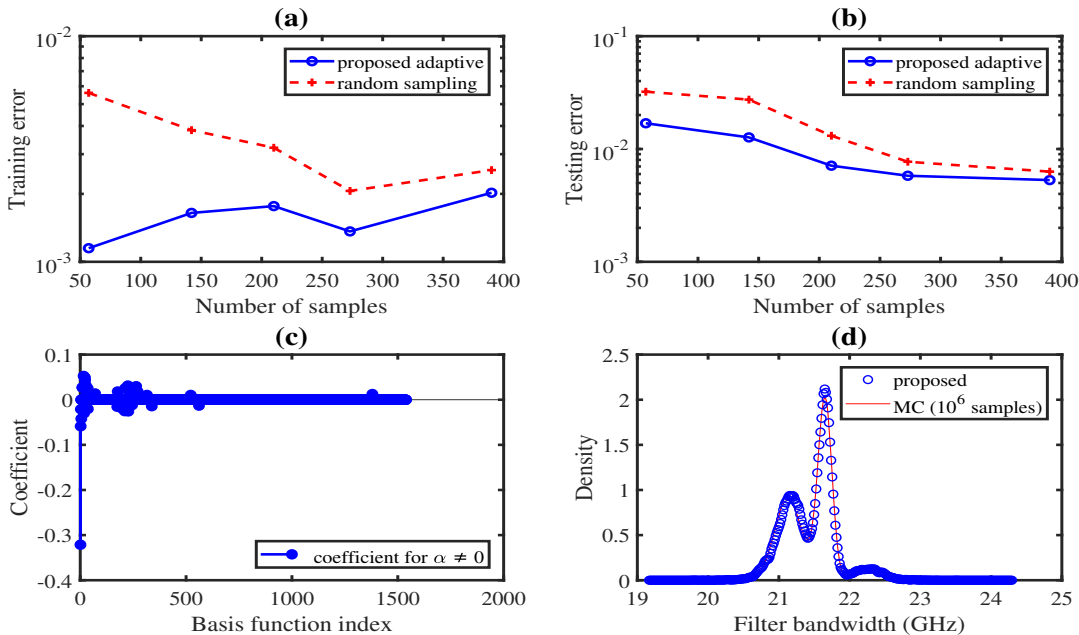 (a)
10^-2
10^-3
Training error
proposed adaptive
random sampling
50 100 150 200 250 300 350 400
Number of samples
(b)
10^-1
10^-2
10^-3
Testing error
proposed adaptive
random sampling
50 100 150 200 250 300 350 400
Number of samples
(c)
0.1
0
-0.1
-0.2
-0.3
-0.4
Coefficient
coefficient for α ≠ 0
0 500 1000 1500 2000
Basis function index
(d)
2.5
2
1.5
1
0.5
0
Density
proposed
MC (10^6 samples)
19 20 21 22 23 24 25
Filter bandwidth (GHz)